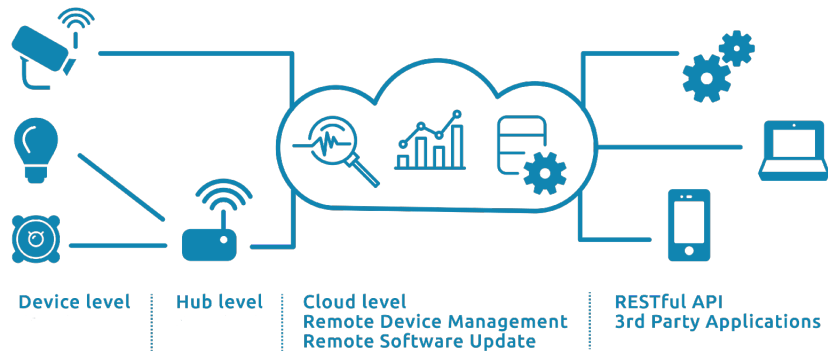 Device level
Hub level
Cloud level
Remote Device Management
Remote Software Update
RESTful API
3rd Party Applications